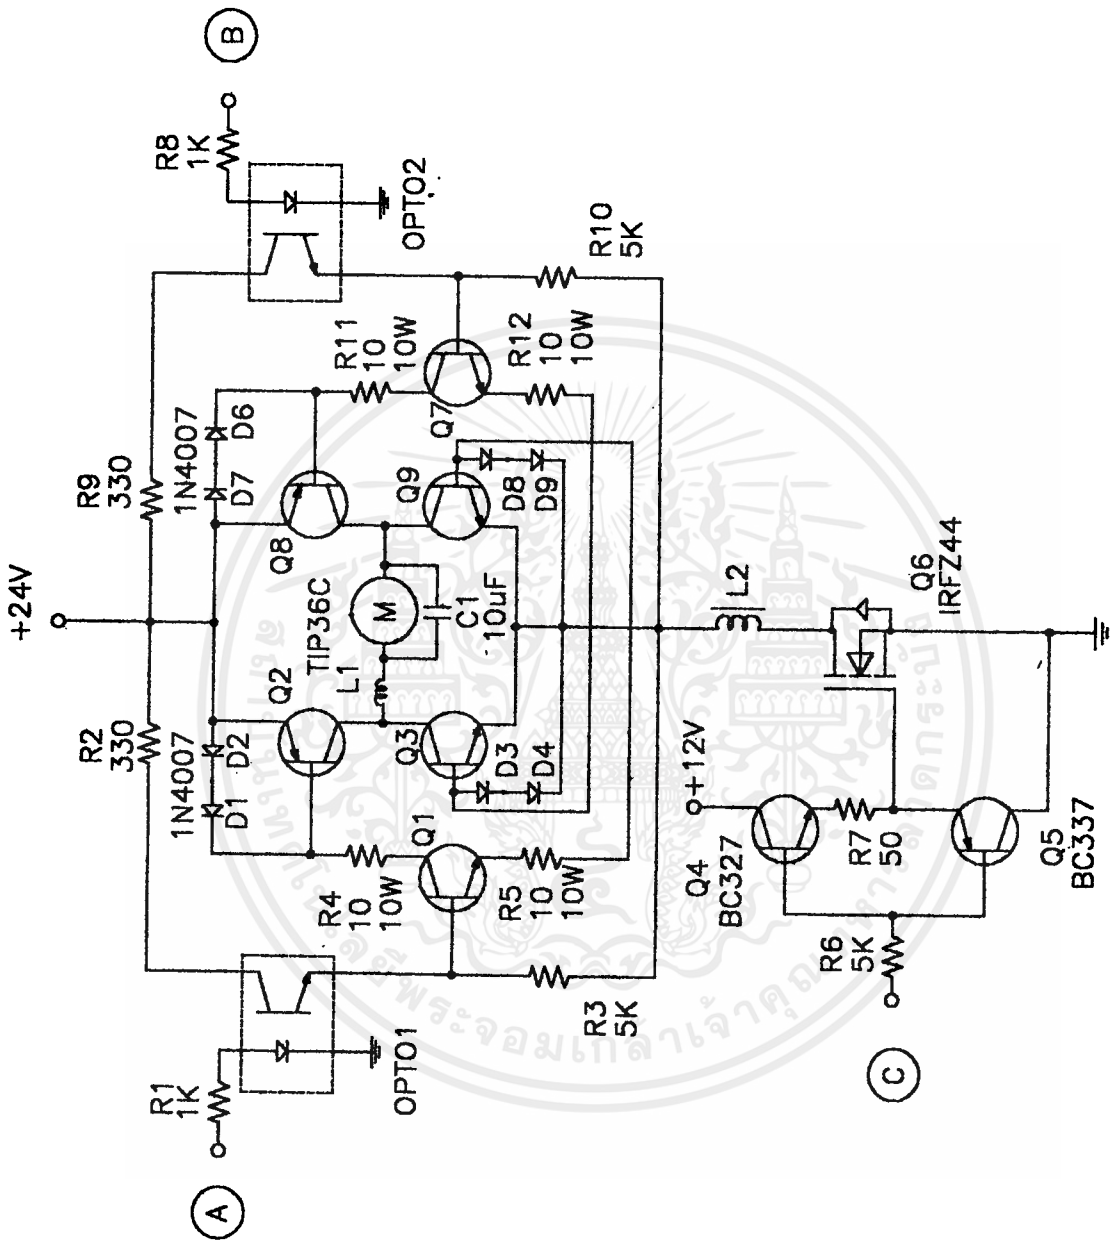 +24V
R2
330
R9
330
1N4007
D1
D2
1N4007
D7
D6
R8
1K
B
OPTO2
R1
1K
A
OPTO1
Q2
TIP36C
L1
M
C1
10uF
Q8
R11
10
10W
R4
10
10W
Q1
Q3
D3
D4
Q9
D8
D9
Q7
R12
10
10W
R10
5K
R5
10
10W
R3
5K
L2
Q6
IRFZ44
+12V
Q4
BC327
R7
50
R6
5K
C
Q5
BC337